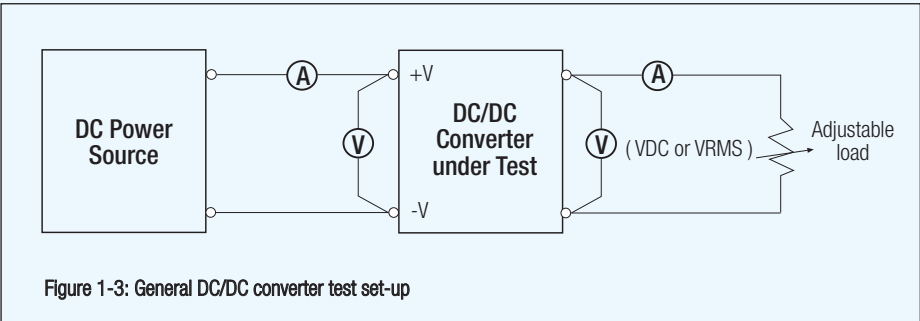 DC Power
Source
A
V
+V
-V
DC/DC
Converter
under Test
A
V
( VDC or VRMS )
Adjustable
load
Figure 1-3: General DC/DC converter test set-up